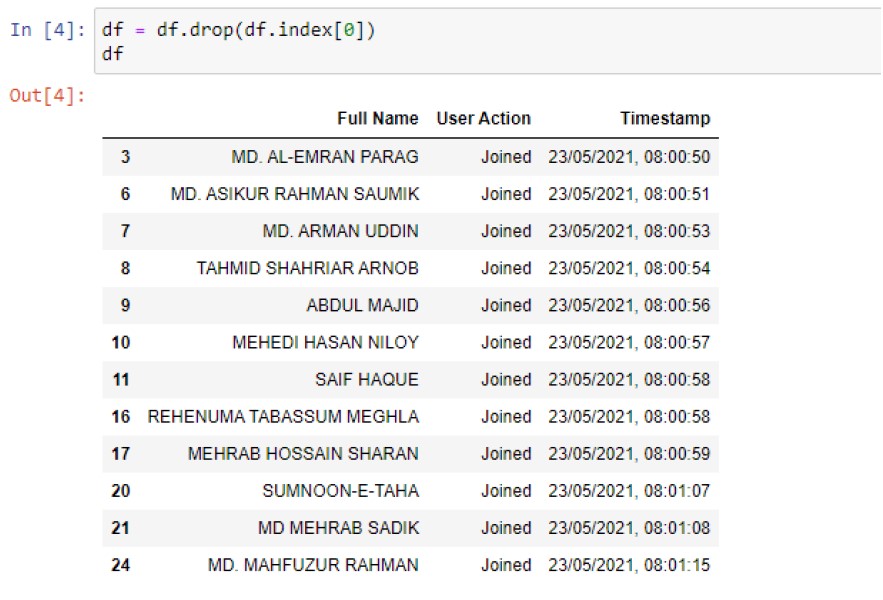 In [4]: df = df.drop(df.index[0])
df
Out[4]:
Full Name User Action Timestamp
3 MD. AL-EMRAN PARAG Joined 23/05/2021, 08:00:50
6 MD. ASIKUR RAHMAN SAUMIK Joined 23/05/2021, 08:00:51
7 MD. ARMAN UDDIN Joined 23/05/2021, 08:00:53
8 TAHMID SHAHRIAR ARNOB Joined 23/05/2021, 08:00:54
9 ABDUL MAJID Joined 23/05/2021, 08:00:56
10 MEHEDI HASAN NILOY Joined 23/05/2021, 08:00:57
11 SAIF HAQUE Joined 23/05/2021, 08:00:58
16 REHENUMA TABASSUM MEGHLA Joined 23/05/2021, 08:00:58
17 MEHRAB HOSSAIN SHARAN Joined 23/05/2021, 08:00:59
20 SUMNOON-E-TAHA Joined 23/05/2021, 08:01:07
21 MD MEHRAB SADIK Joined 23/05/2021, 08:01:08
24 MD. MAHFUZUR RAHMAN Joined 23/05/2021, 08:01:15